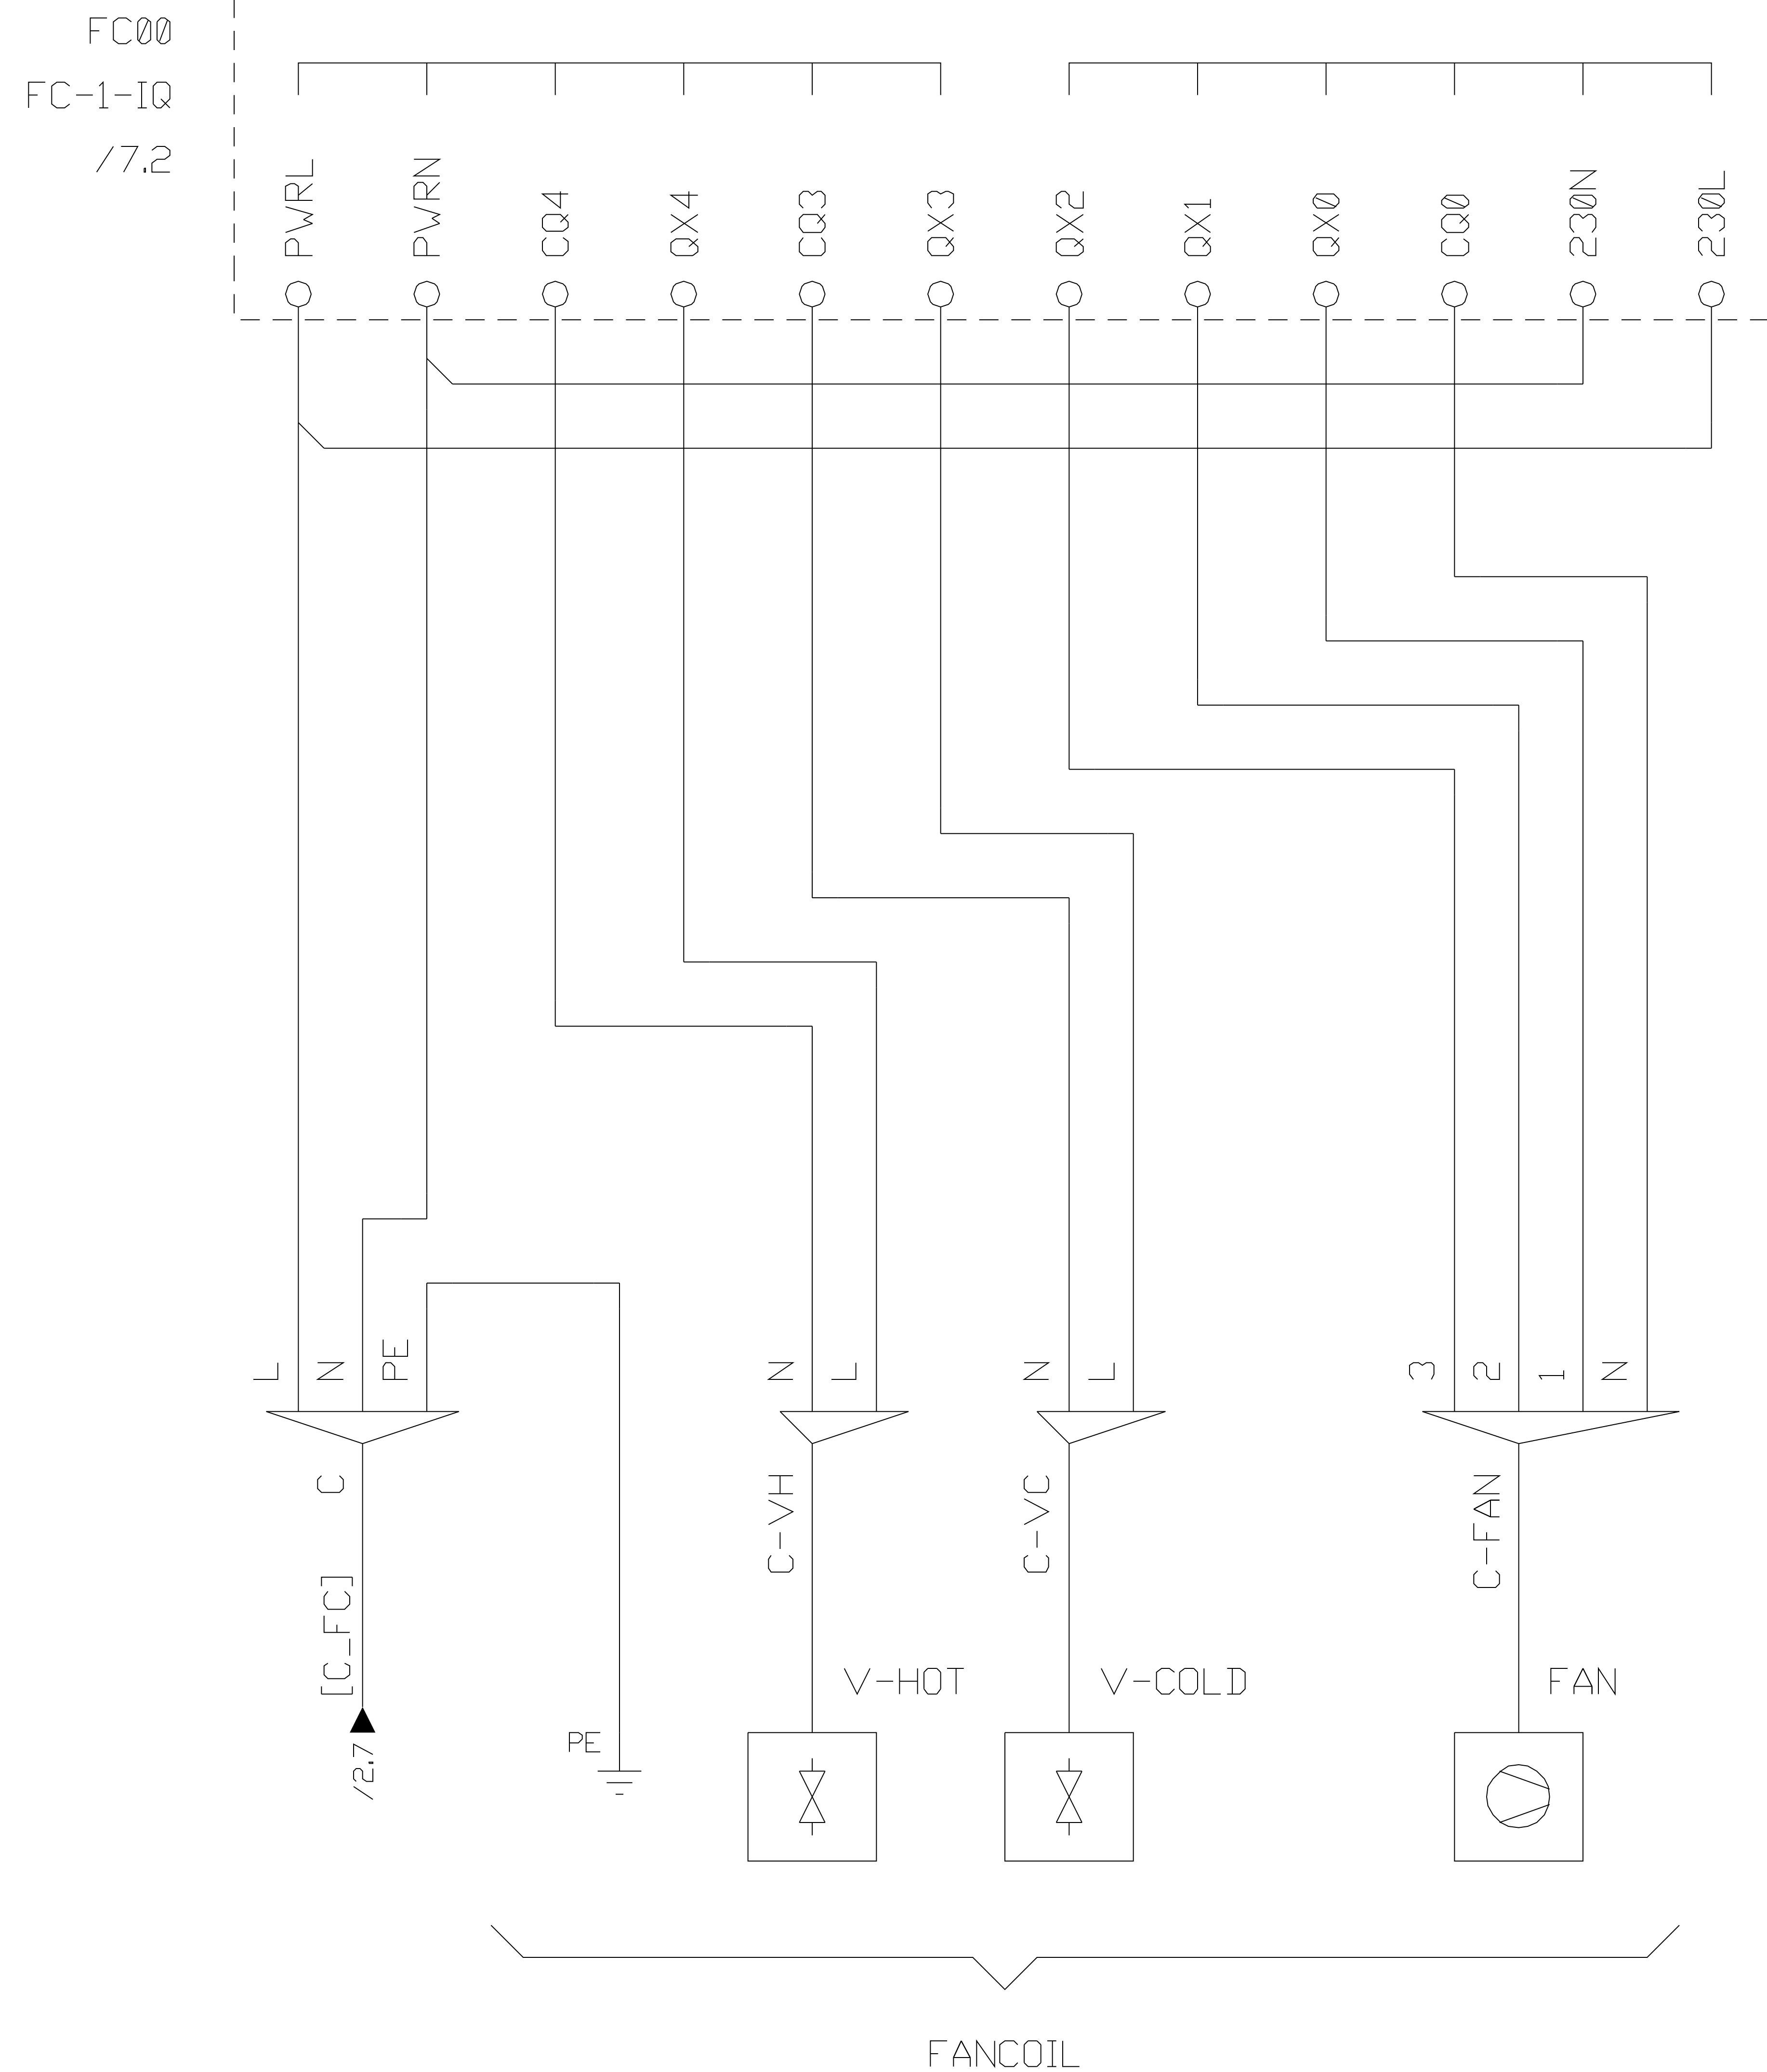 FC00
FC-1-IQ
/7.2
PWRL
PWRN
CQ4
QX4
CQ3
QX3
QX2
QX1
QX0
CQ0
230N
230L
L
N
PE
N
L
N
L
3
2
1
N
C
[C_FC]
/2.7
C-VH
C-VC
C-FAN
PE
V-HOT
V-COLD
FAN
FANCOIL